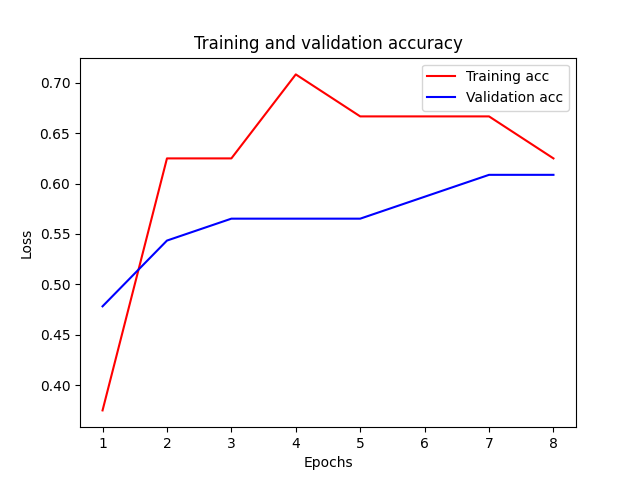 Training and validation accuracy
Training acc
Validation acc
0.70
0.65
0.60
0.55
0.50
0.45
0.40
Loss
1 2 3 4 5 6 7 8
Epochs